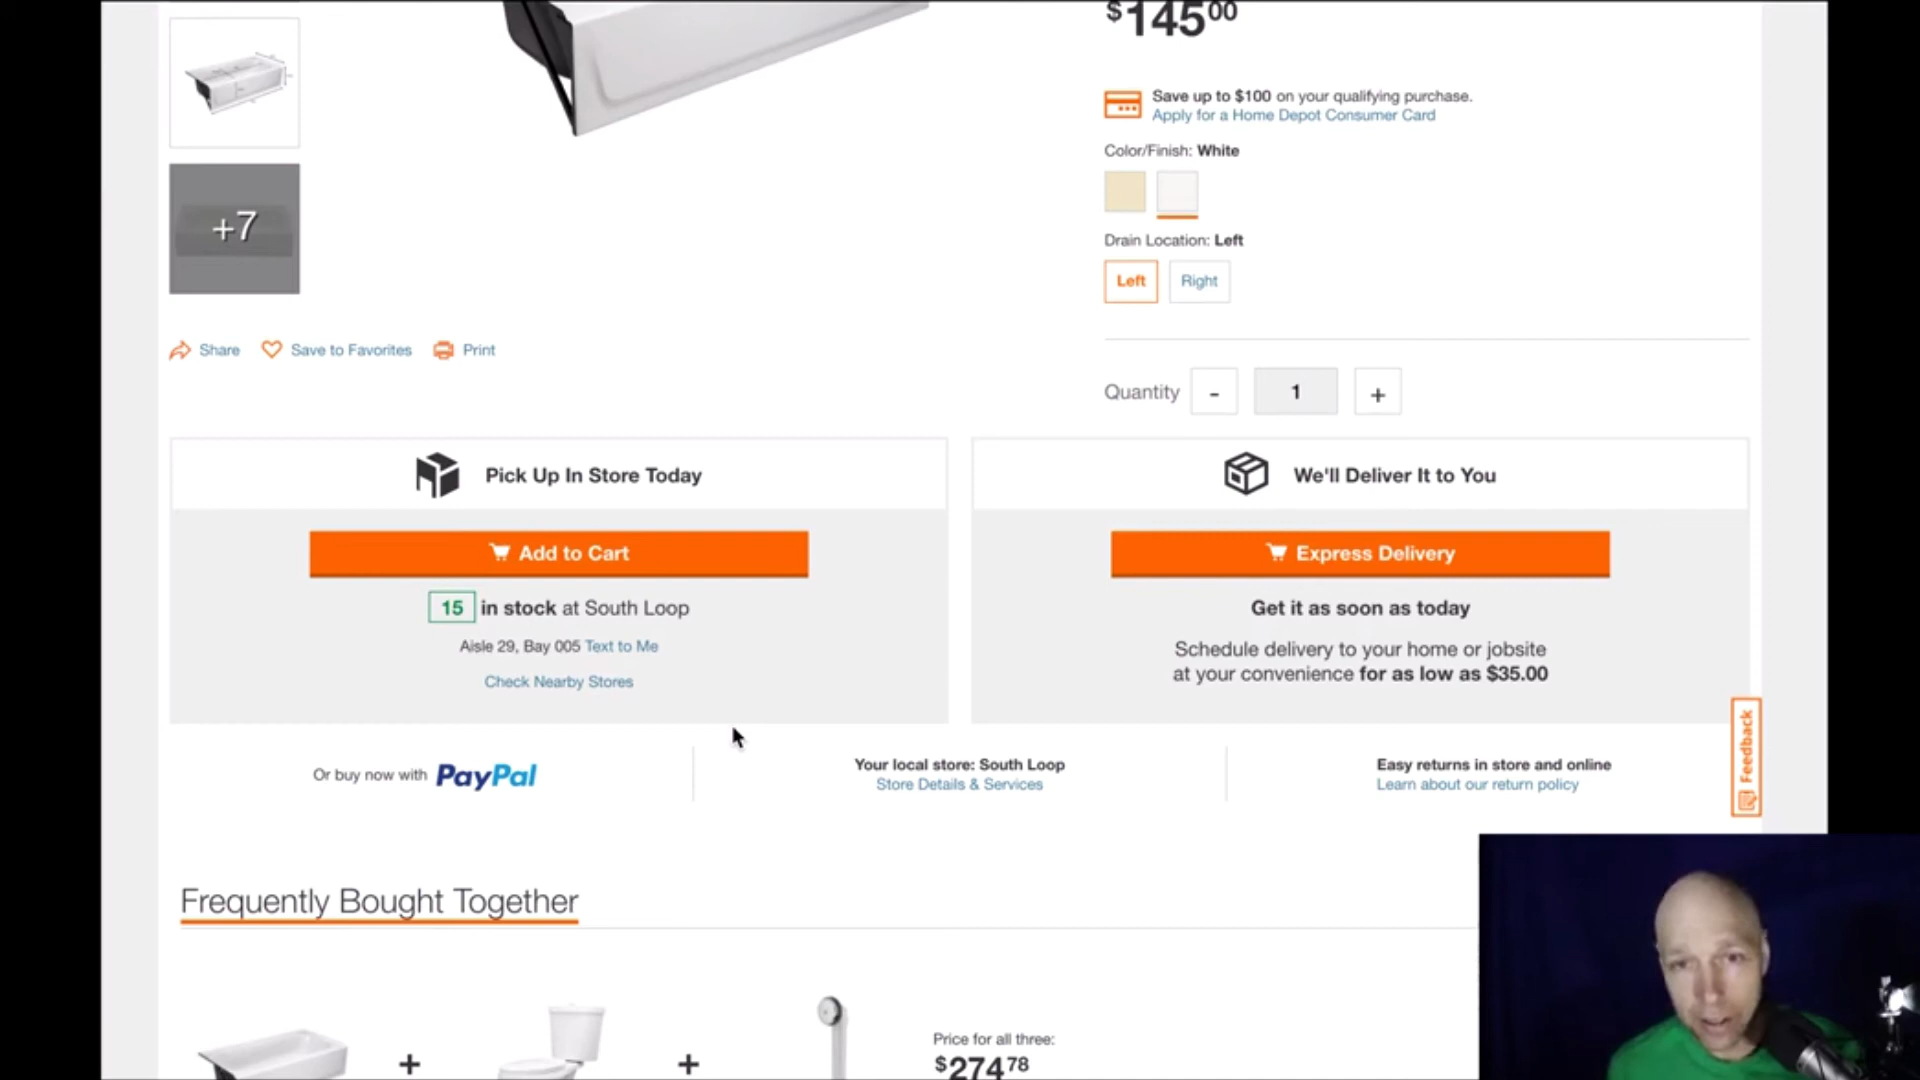 $145.00
Save up to $100 on your qualifying purchase.
Apply for a Home Depot Consumer Card
Color/Finish: White
+7
Drain Location: Left
Left Right
Share Save to Favorites Print
Quantity - 1 +
Pick Up In Store Today
Add to Cart
15 in stock at South Loop
Aisle 29, Bay 005 Text to Me
Check Nearby Stores
We'll Deliver It to You
Express Delivery
Get it as soon as today
Schedule delivery to your home or jobsite
at your convenience for as low as $35.00
Feedback
Or buy now with PayPal
Your local store: South Loop
Store Details & Services
Easy returns in store and online
Learn about our return policy
Frequently Bought Together
+ +
Price for all three:
$274.78